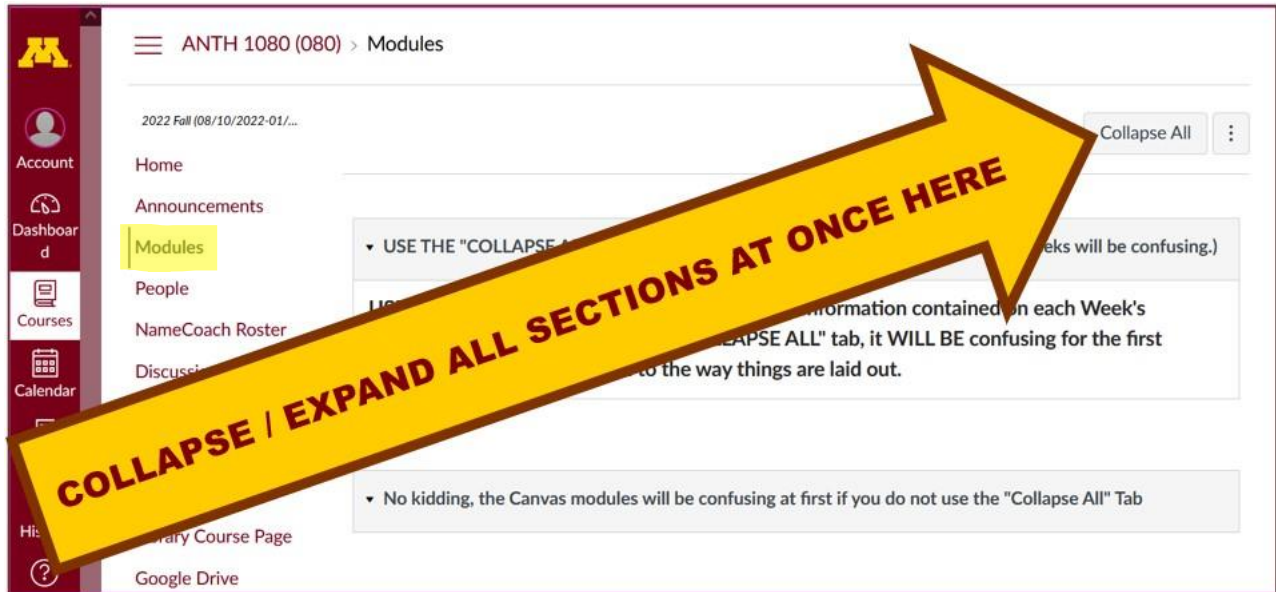 M
ANTH 1080 (080) > Modules
2022 Fall (08/10/2022-01/...
Collapse All
Account
Dashboar
d
Courses
Calendar
Home
Announcements
Modules
People
NameCoach Roster
Library Course Page
Google Drive
COLLAPSE / EXPAND ALL SECTIONS AT ONCE HERE
USE THE "COLLAPSE will be confusing.)
contained on each Week's
ALL" tab, it WILL BE confusing for the first
to the way things are laid out.
No kidding, the Canvas modules will be confusing at first if you do not use the "Collapse All" Tab